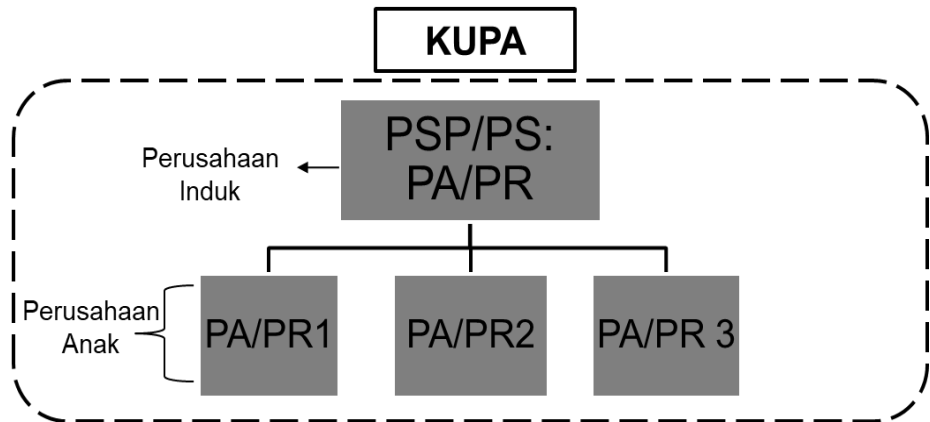 KUPA
PSP/PS:
PA/PR
Perusahaan
Induk
Perusahaan
Anak
PA/PR1
PA/PR2
PA/PR 3